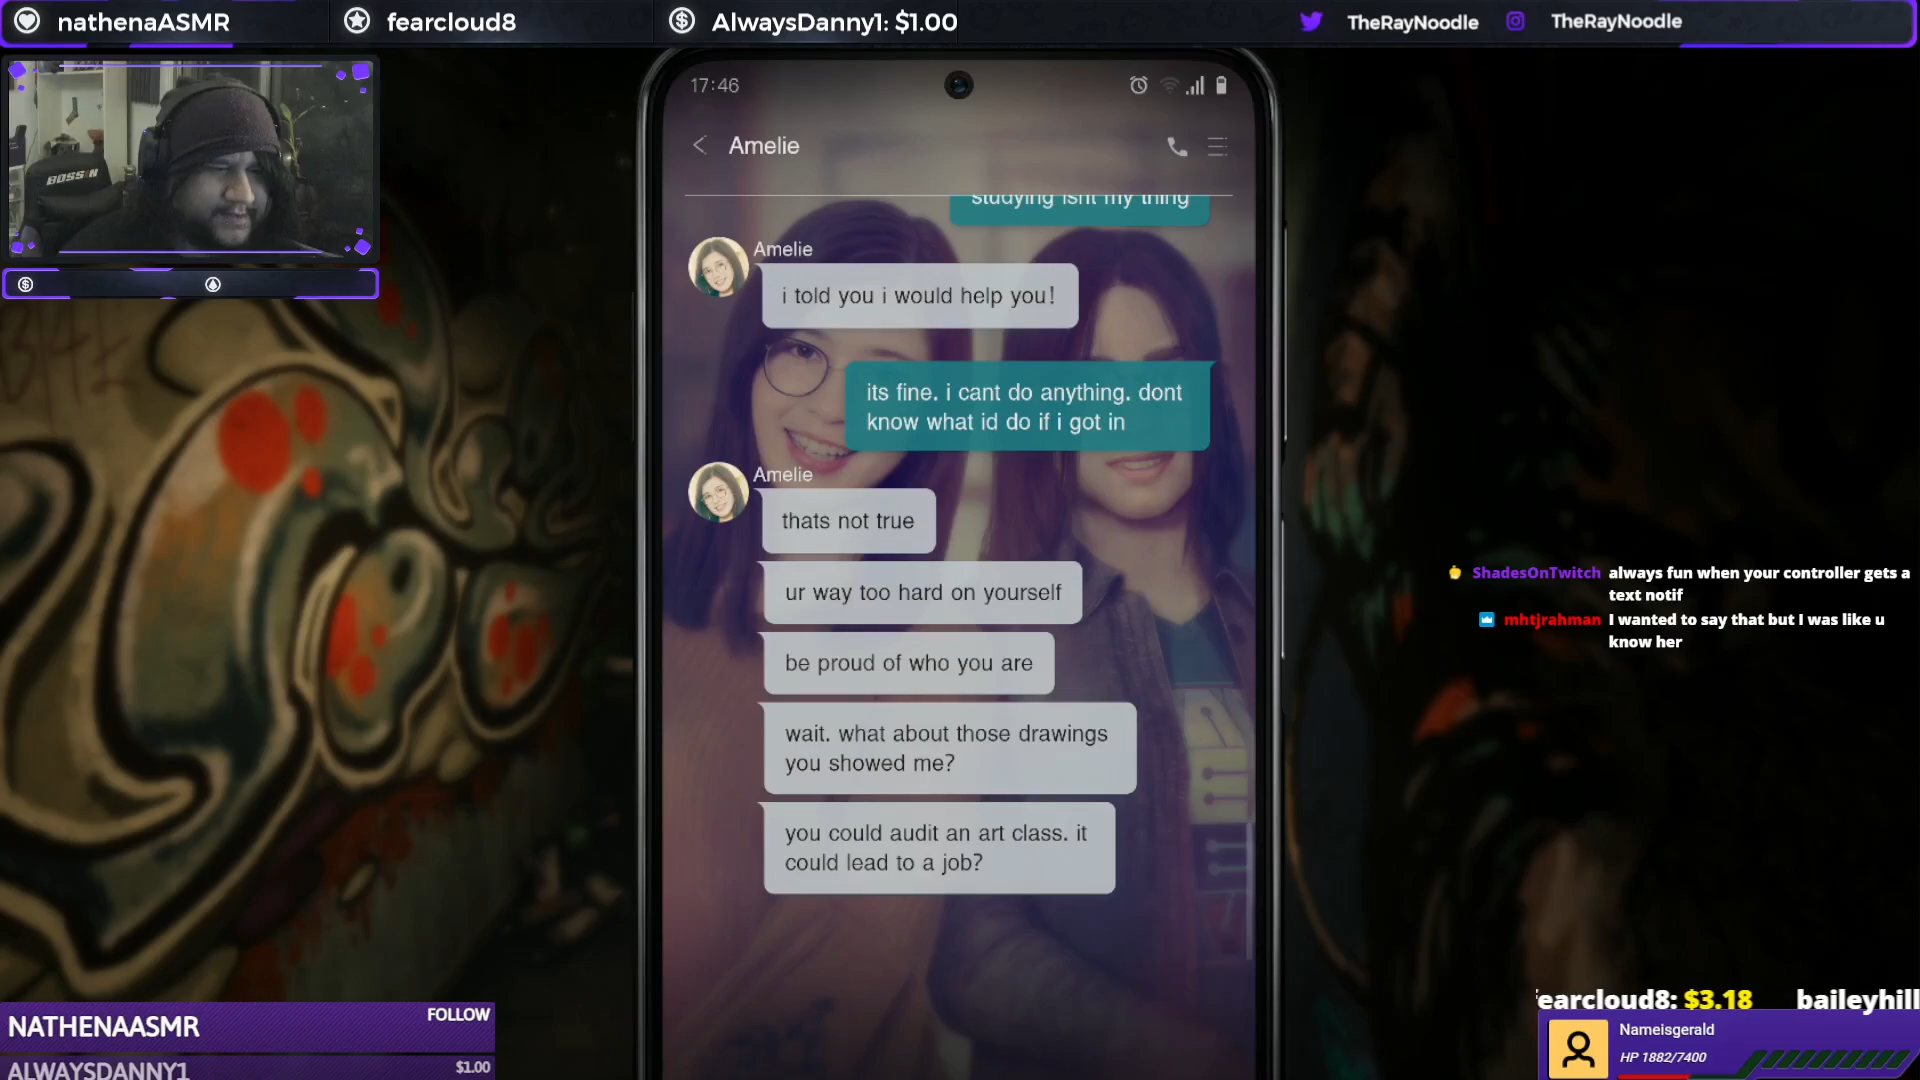 nathenaASMR
fearcloud8
AlwaysDanny1: $1.00
TheRayNoodle
TheRayNoodle
BOSSIN
17:46
Amelie
studying isnt my thing
Amelie
i told you i would help you!
its fine. i cant do anything. dont
know what id do if i got in
Amelie
thats not true
ur way too hard on yourself
be proud of who you are
wait. what about those drawings
you showed me?
you could audit an art class. it
could lead to a job?
ShadesOnTwitch always fun when your controller gets a
text notif
mhtjrahman I wanted to say that but I was like u
know her
NATHENAASMR
FOLLOW
ALWAYSDANNY1
$1.00
earcloud8: $3.18
baileyhill
Nameisgerald
HP 1882/7400